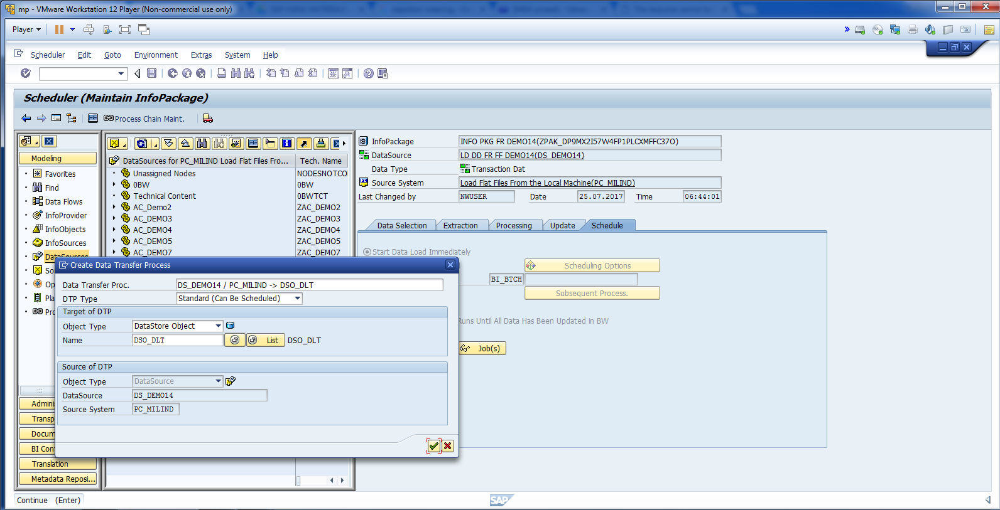 mp - VMware Workstation 12 Player (Non-commercial use only)
Player
Scheduler Edit Goto Environment Extras System Help
Scheduler (Maintain InfoPackage)
Process Chain Maint.
Modeling
Favorites
Find
Data Flows
InfoProvider
InfoObjects
InfoSources
DataSources
So
Op
Pla
Pro
Admini
Transp
Docum
BI Con
Translation
Metadata Reposi...
DataSources for PC_MILIND Load Flat Files Fro... Tech. Name
Unassigned Nodes NODESNOTCO
0BW 0BW
Technical Content 0BWTCT
AC_Demo2 ZAC_DEMO2
AC_DEMO3 ZAC_DEMO3
AC_DEMO4 ZAC_DEMO4
AC_DEMO5 ZAC_DEMO5
AC_DEMO7 ZAC_DEMO7
InfoPackage INFO PKG FR DEMO14(ZPAK_DP9MX2I57W4FP1PLCXMFFC37O)
DataSource LD DD FR FF DEMO14(DS_DEMO14)
Data Type Transaction Dat
Source System Load Flat Files From the Local Machine(PC_MILIND)
Last Changed by NWUSER Date 25.07.2017 Time 06:44:01
Data Selection Extraction Processing Update Schedule
Start Data Load Immediately
Scheduling Options
BI_BTCH
Subsequent Process.
Runs Until All Data Has Been Updated in BW
Job(s)
Create Data Transfer Process
Data Transfer Proc. DS_DEMO14 / PC_MILIND -> DSO_DLT
DTP Type Standard (Can Be Scheduled)
Target of DTP
Object Type DataStore Object
Name DSO_DLT List DSO_DLT
Source of DTP
Object Type DataSource
DataSource DS_DEMO14
Source System PC_MILIND
Continue (Enter)
SAP